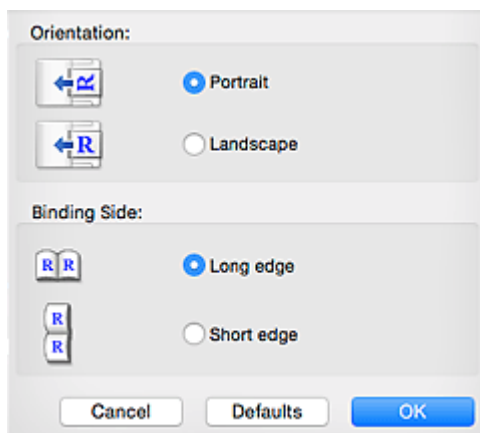 Orientation:
R
Portrait
R
Landscape
Binding Side:
R R
Long edge
R
R
Short edge
Cancel Defaults OK